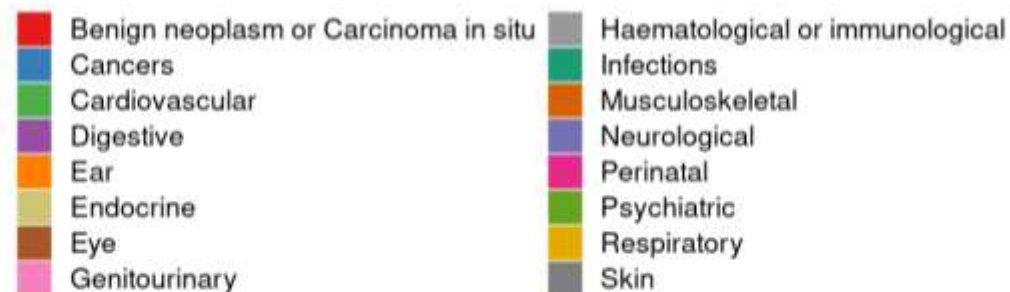 Benign neoplasm or Carcinoma in situ
Cancers
Cardiovascular
Digestive
Ear
Endocrine
Eye
Genitourinary
Haematological or immunological
Infections
Musculoskeletal
Neurological
Perinatal
Psychiatric
Respiratory
Skin